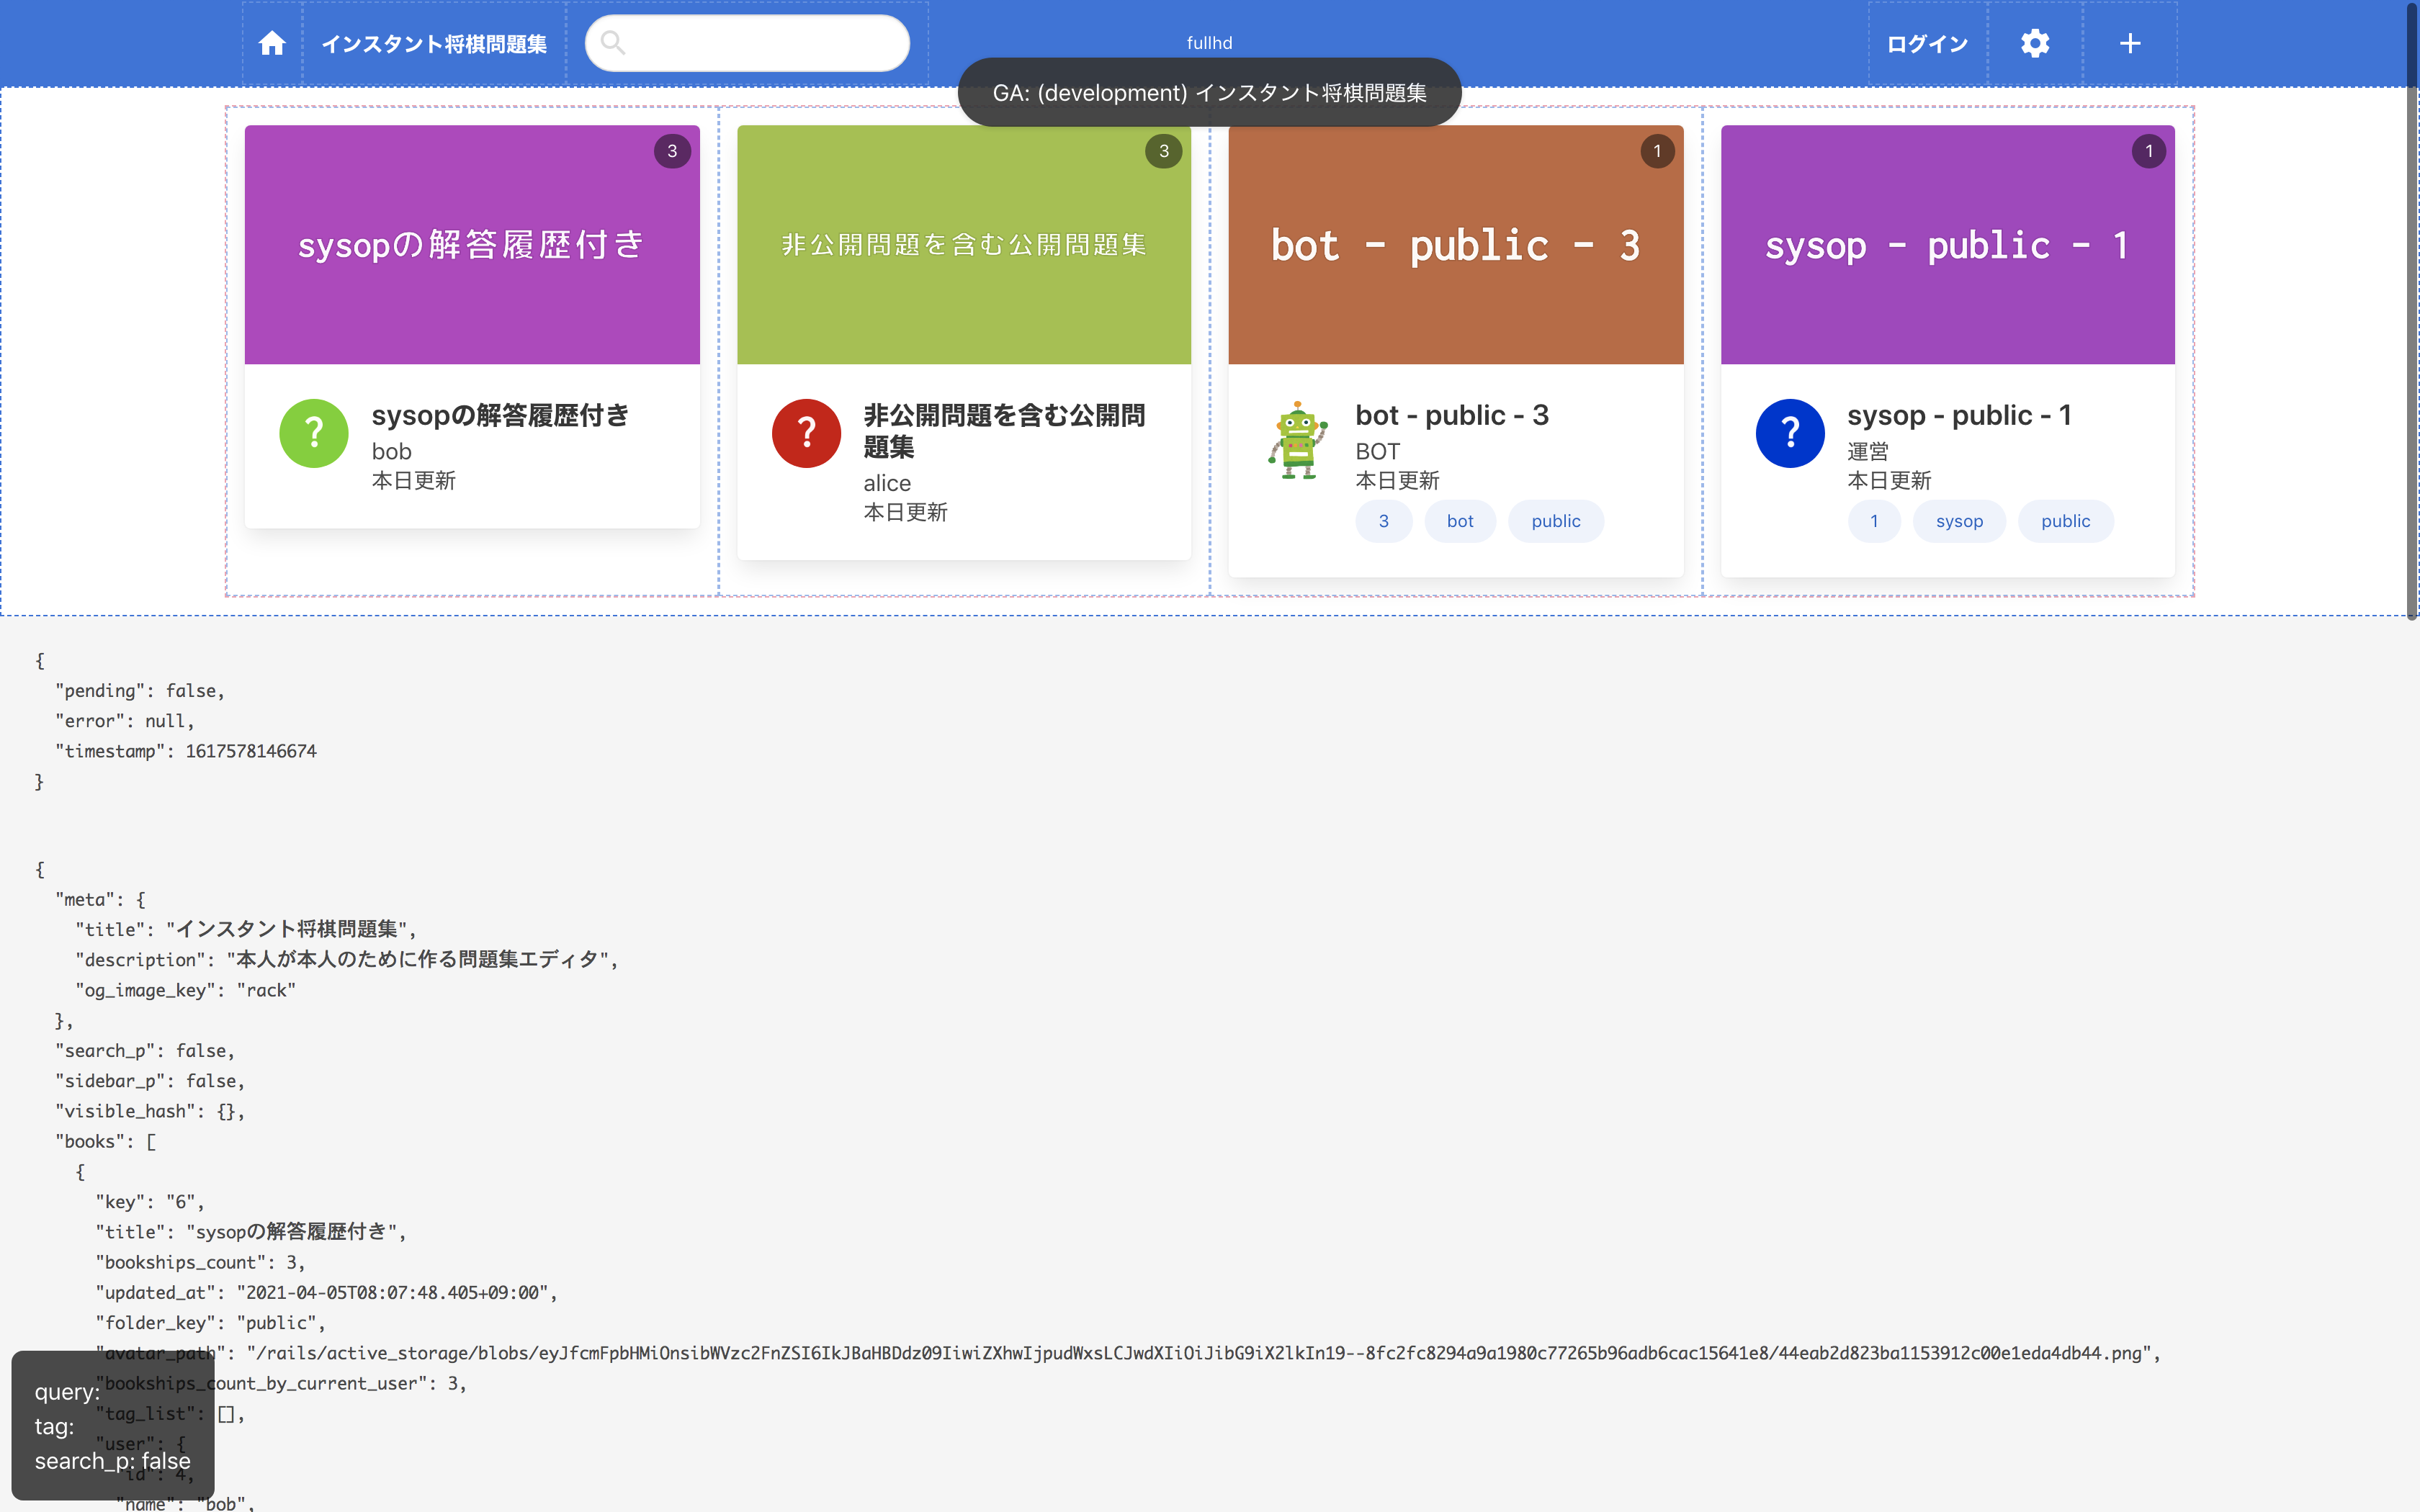 インスタント将棋問題集
fullhd
ログイン
GA: (development) インスタント将棋問題集
3
sysopの解答履歴付き
?
sysopの解答履歴付き
bob
本日更新
3
非公開問題を含む公開問題集
?
非公開問題を含む公開問
題集
alice
本日更新
1
bot - public - 3
bot - public - 3
BOT
本日更新
3 bot public
1
sysop - public - 1
?
sysop - public - 1
運営
本日更新
1 sysop public
{
"pending": false,
"error": null,
"timestamp": 1617578146674
}
{
"meta": {
"title": "インスタント将棋問題集",
"description": "本人が本人のために作る問題集エディタ",
"og_image_key": "rack"
},
"search_p": false,
"sidebar_p": false,
"visible_hash": {},
"books": [
{
"key": "6",
"title": "sysopの解答履歴付き",
"bookships_count": 3,
"updated_at": "2021-04-05T08:07:48.405+09:00",
"folder_key": "public",
"avatar_path": "/rails/active_storage/blobs/eyJfcmFpbHMiOnsibWVzc2FnZSI6IkJBaHBDdz09IiwiZXhwIjpudWxsLCJwdXIiOiJibG9iX2lkIn19--8fc2fc8294a9a1980c77265b96adb6cac15641e8/44eab2d823ba1153912c00e1eda4db44.png",
"bookships_count_by_current_user": 3,
"tag_list": [],
"user": {
"id": 4,
"name": "bob",
query:
tag:
search_p: false